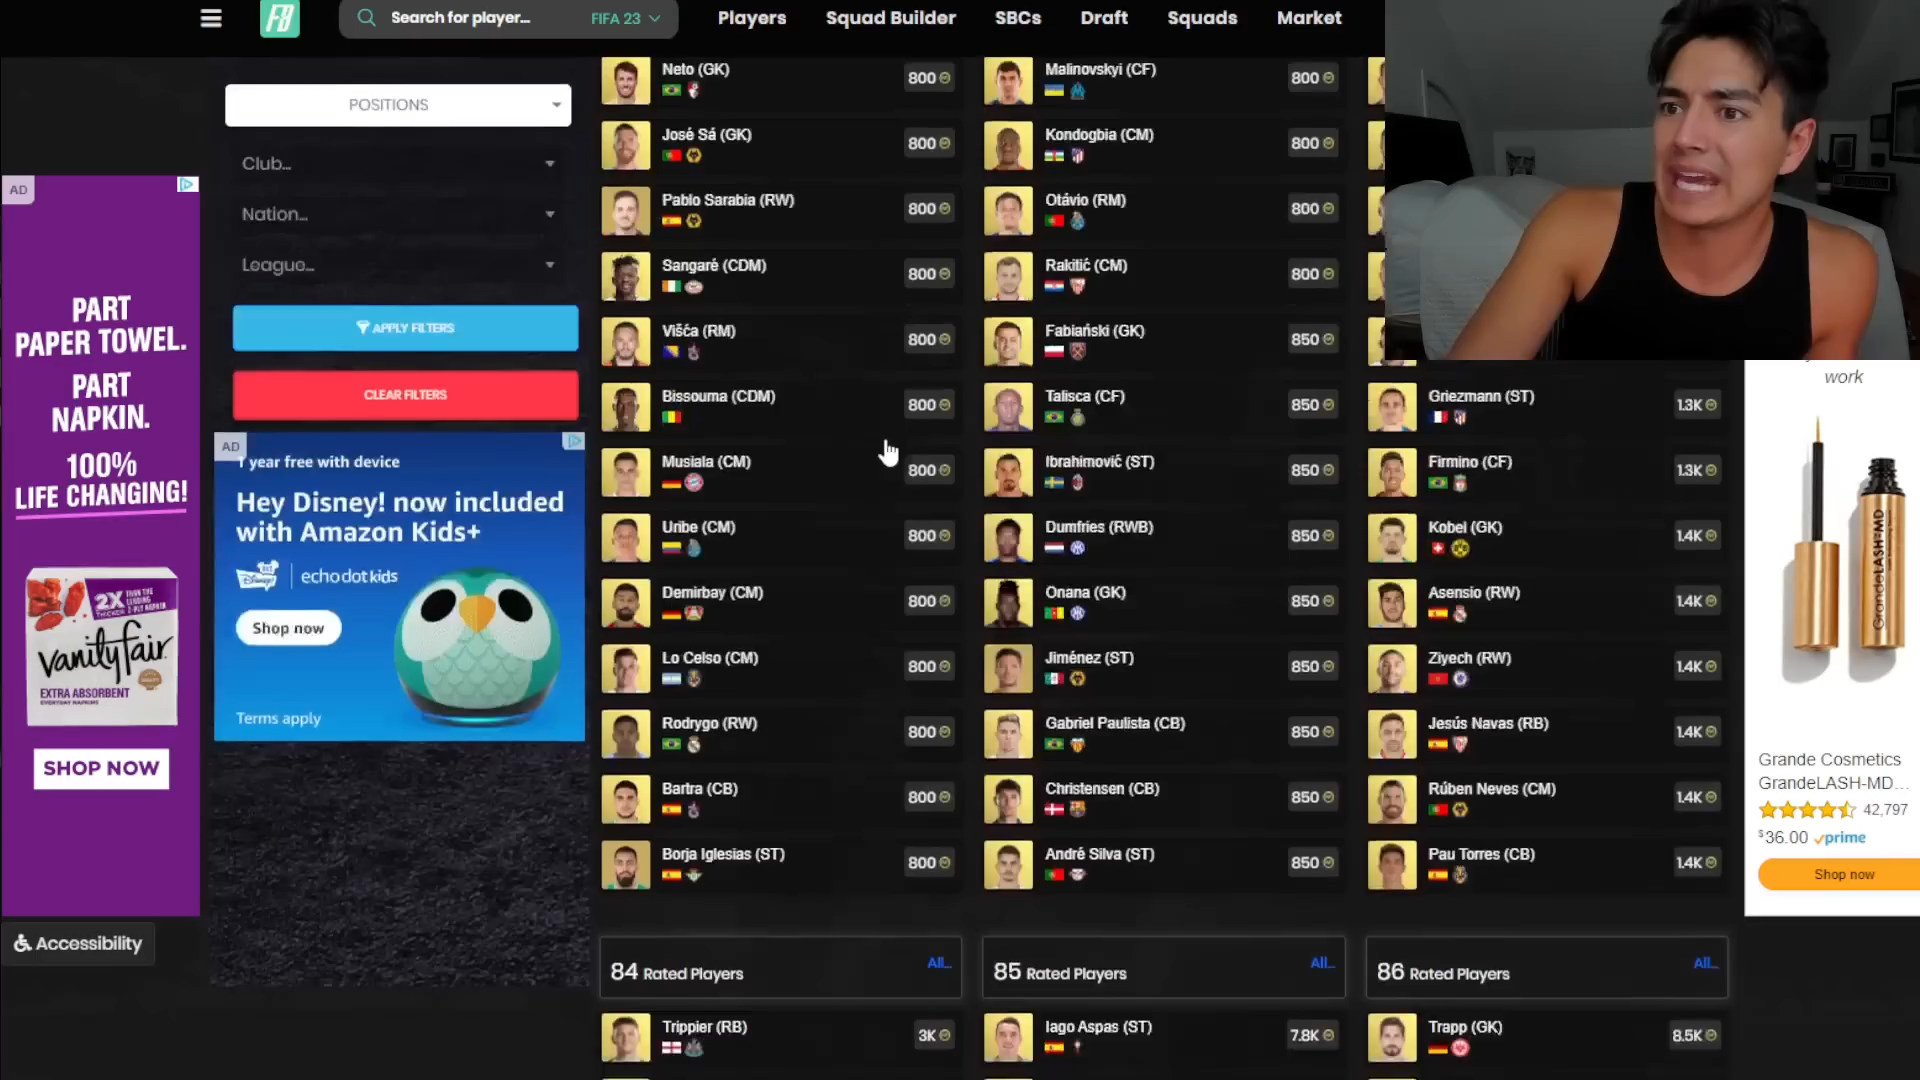 FB
Search for player...
FIFA 23
Players
Squad Builder
SBCs
Draft
Squads
Market
POSITIONS
Club...
Nation...
League...
APPLY FILTERS
CLEAR FILTERS
AD
PART
PAPER TOWEL.
PART
NAPKIN.
100%
LIFE CHANGING!
2X
vanity fair
EXTRA ABSORBENT
EVERYDAY NAPKINS
SHOP NOW
Accessibility
AD
1 year free with device
Hey Disney! now included
with Amazon Kids+
Disney
echo dot kids
Shop now
Terms apply
Neto (GK)
800
José Sá (GK)
800
Pablo Sarabia (RW)
800
Sangaré (CDM)
800
Višća (RM)
800
Bissouma (CDM)
800
Musiala (CM)
800
Uribe (CM)
800
Demirbay (CM)
800
Lo Celso (CM)
800
Rodrygo (RW)
800
Bartra (CB)
800
Borja Iglesias (ST)
800
Malinovskyi (CF)
800
Kondogbia (CM)
800
Otávio (RM)
800
Rakitić (CM)
800
Fabiański (GK)
850
Talisca (CF)
850
Ibrahimović (ST)
850
Dumfries (RWB)
850
Onana (GK)
850
Jiménez (ST)
850
Gabriel Paulista (CB)
850
Christensen (CB)
850
André Silva (ST)
850
Griezmann (ST)
1.3K
Firmino (CF)
1.3K
Kobel (GK)
1.4K
Asensio (RW)
1.4K
Ziyech (RW)
1.4K
Jesús Navas (RB)
1.4K
Rúben Neves (CM)
1.4K
Pau Torres (CB)
1.4K
84 Rated Players
All...
85 Rated Players
All...
86 Rated Players
All...
Trippier (RB)
3K
Iago Aspas (ST)
7.8K
Trapp (GK)
8.5K
work
GrandeLASH-MD
Grande Cosmetics
GrandeLASH-MD...
42,797
$36.00 prime
Shop now